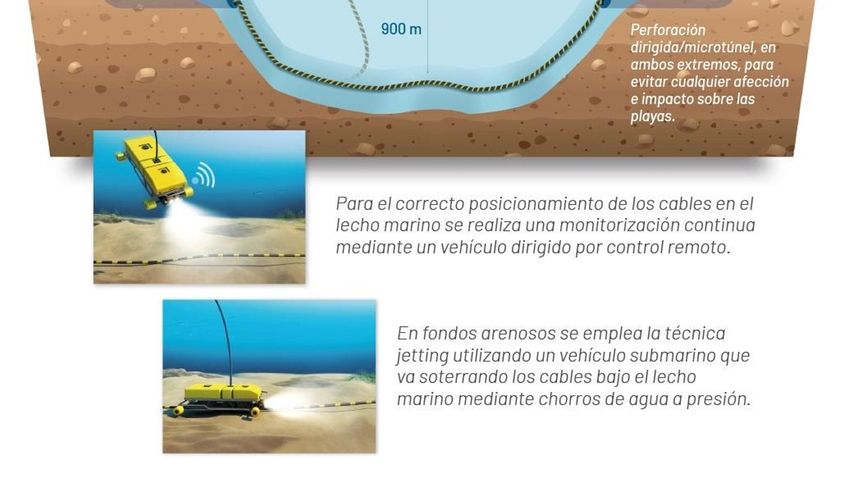 900 m
Perforación
dirigida/microtúnel, en
ambos extremos, para
evitar cualquier afección
e impacto sobre las
playas.
Para el correcto posicionamiento de los cables en el
lecho marino se realiza una monitorización continua
mediante un vehículo dirigido por control remoto.
En fondos arenosos se emplea la técnica
jetting utilizando un vehículo submarino que
va soterrando los cables bajo el lecho
marino mediante chorros de agua a presión.